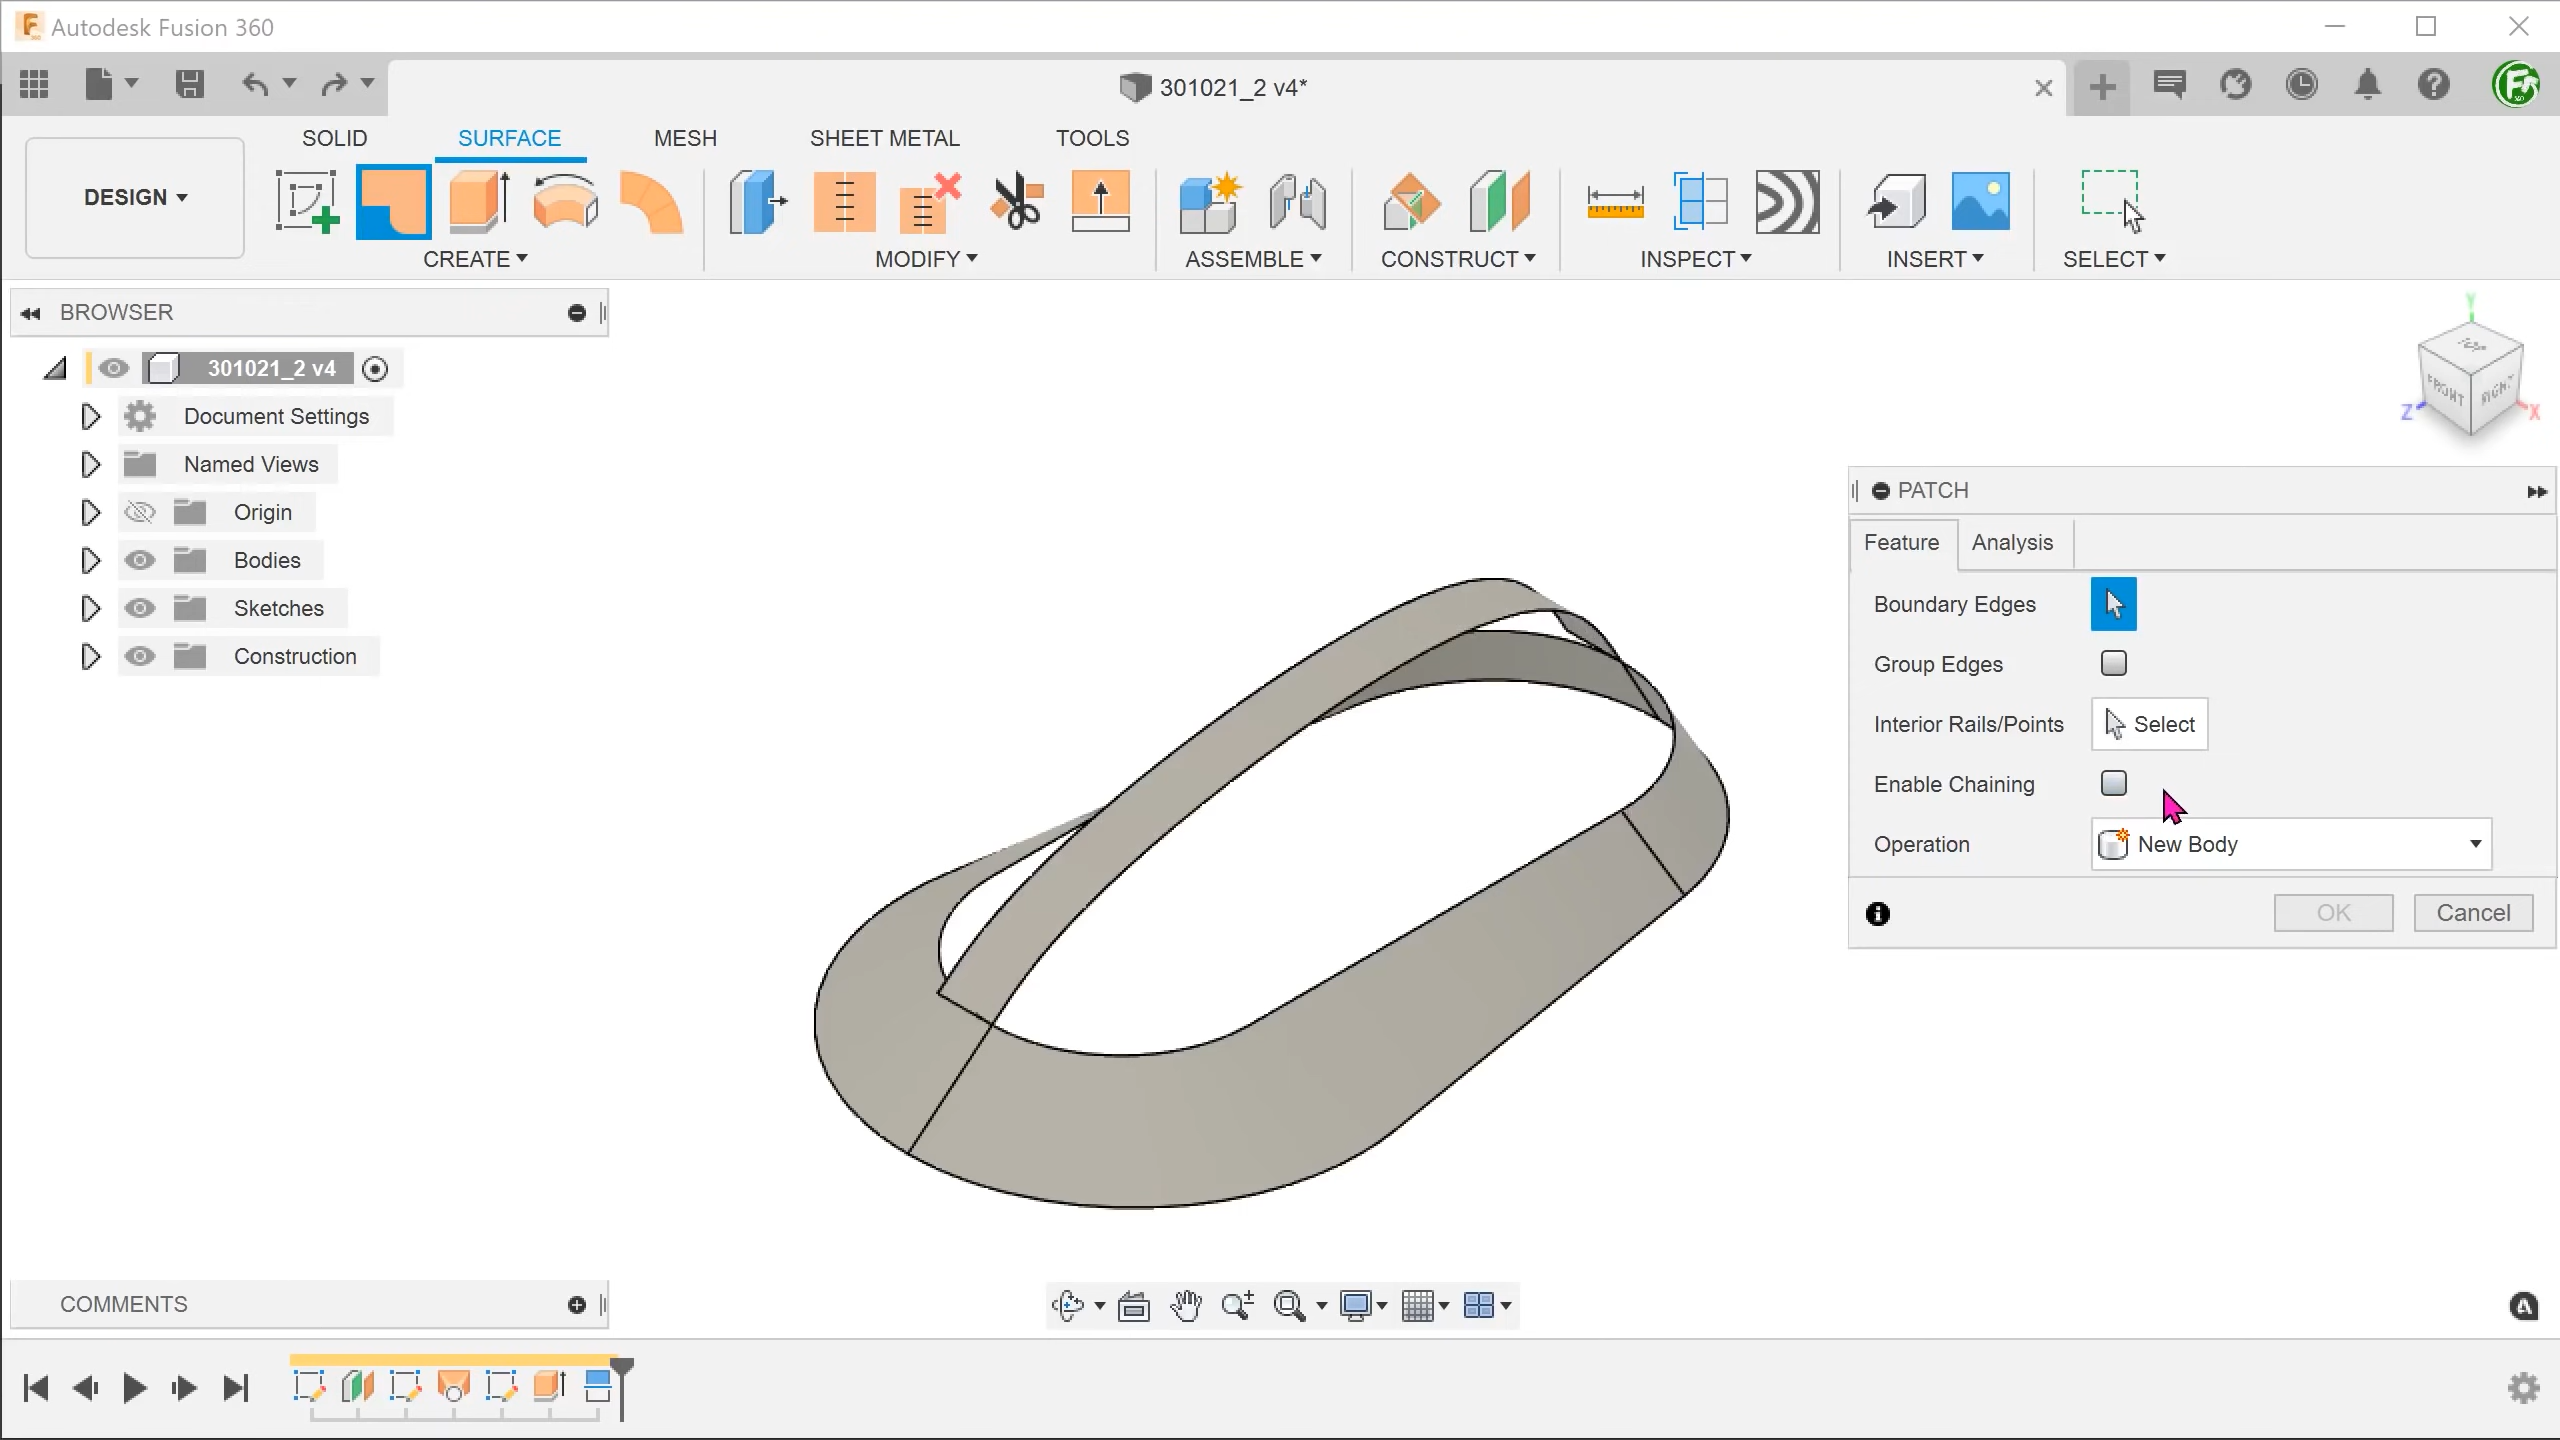 Autodesk Fusion 360
301021_2 v4*
SOLID SURFACE MESH SHEET METAL TOOLS
DESIGN
CREATE MODIFY ASSEMBLE CONSTRUCT INSPECT INSERT SELECT
BROWSER
301021_2 v4
Document Settings
Named Views
Origin
Bodies
Sketches
Construction
Y
FRONT RIGHT
Z X
PATCH
Feature Analysis
Boundary Edges
Group Edges
Interior Rails/Points Select
Enable Chaining
Operation New Body
OK Cancel
COMMENTS